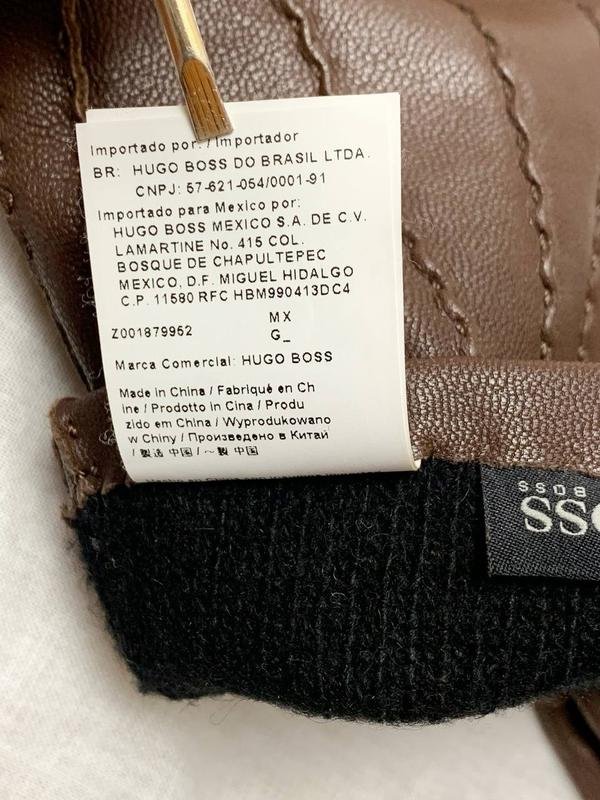 Importado por: / Importador
BR: HUGO BOSS DO BRASIL LTDA.
CNPJ: 57-621-054/0001-91
Importado para Mexico por:
HUGO BOSS MEXICO S.A. DE C.V.
LAMARTINE No. 415 COL.
BOSQUE DE CHAPULTEPEC
MEXICO, D.F. MIGUEL HIDALGO
C.P. 11580 RFC HBM990413DC4
MX
Z001879952 G_
Marca Comercial: HUGO BOSS
Made in China / Fabriqué en Ch
ine / Prodotto in Cina / Produ
zido em China / Wyprodukowano
w Chiny / Произведено в Китай
/ 製造 中国 / ～製 中国
BOSS
OSS